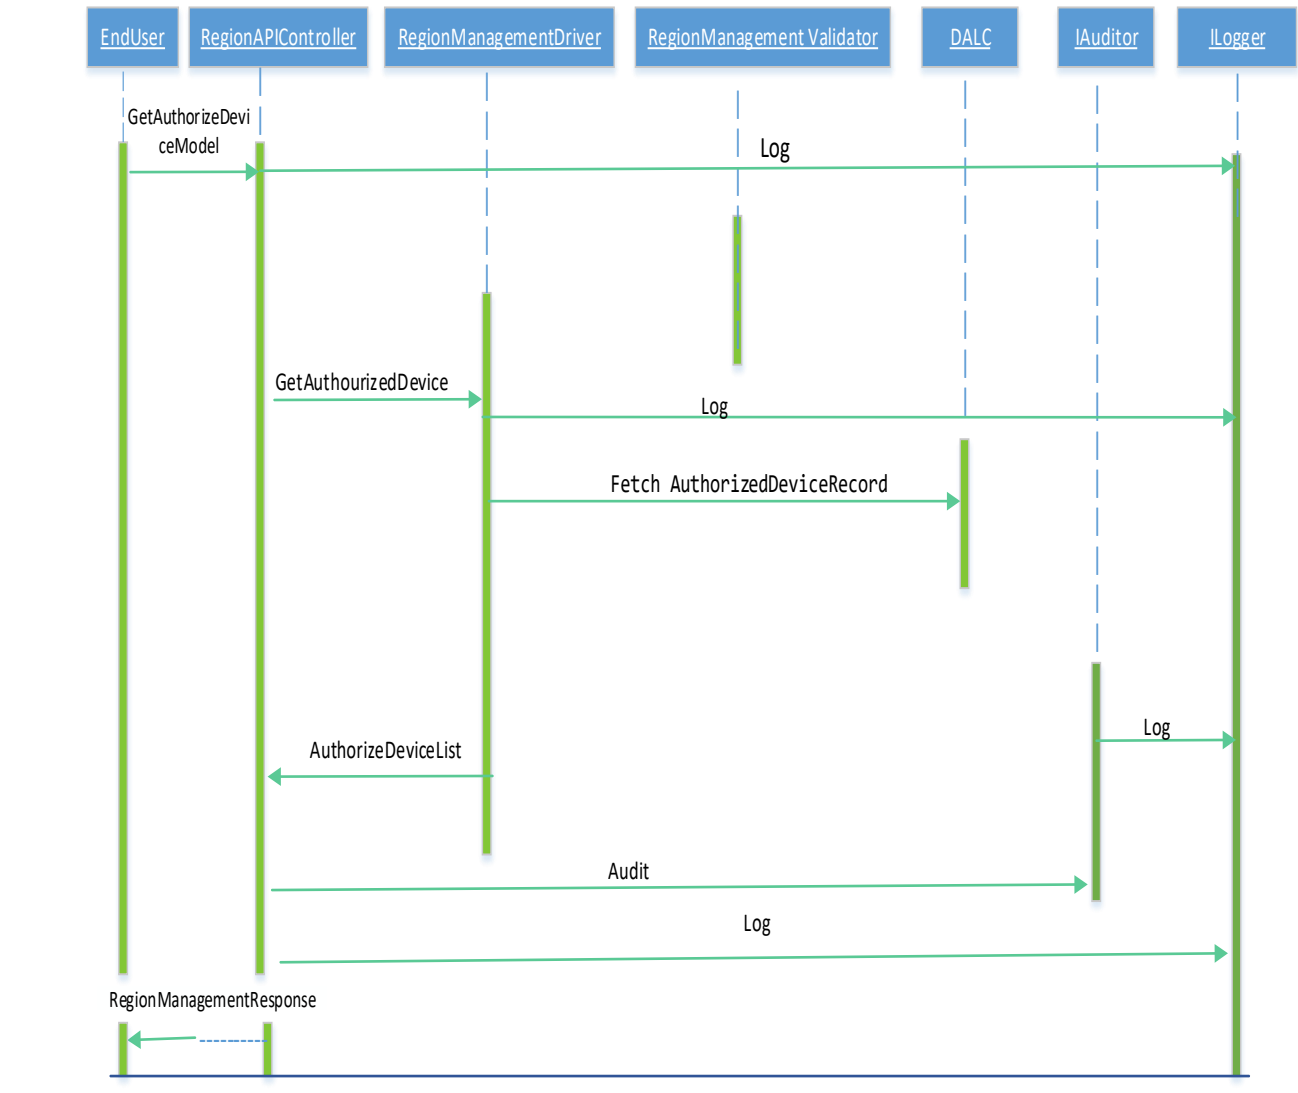 EndUser
RegionAPIController
RegionManagementDriver
RegionManagement Validator
DALC
IAuditor
ILogger
GetAuthorizeDevi
ceModel
Log
GetAuthourizedDevice
Log
Fetch AuthorizedDeviceRecord
Log
AuthorizeDeviceList
Audit
Log
RegionManagementResponse